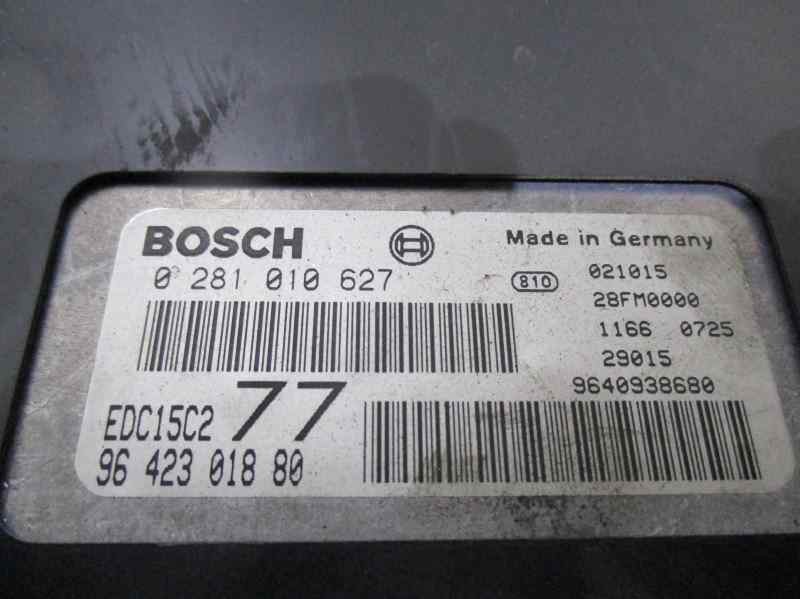 BOSCH
Made in Germany
0 281 010 627
810
021015
28FM0000
1166 0725
29015
9640938680
EDC15C2
77
96 423 018 80